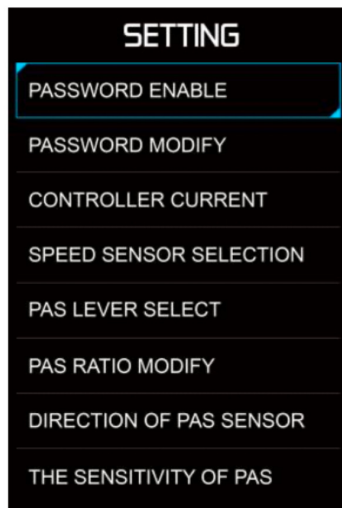 SETTING
PASSWORD ENABLE
PASSWORD MODIFY
CONTROLLER CURRENT
SPEED SENSOR SELECTION
PAS LEVER SELECT
PAS RATIO MODIFY
DIRECTION OF PAS SENSOR
THE SENSITIVITY OF PAS